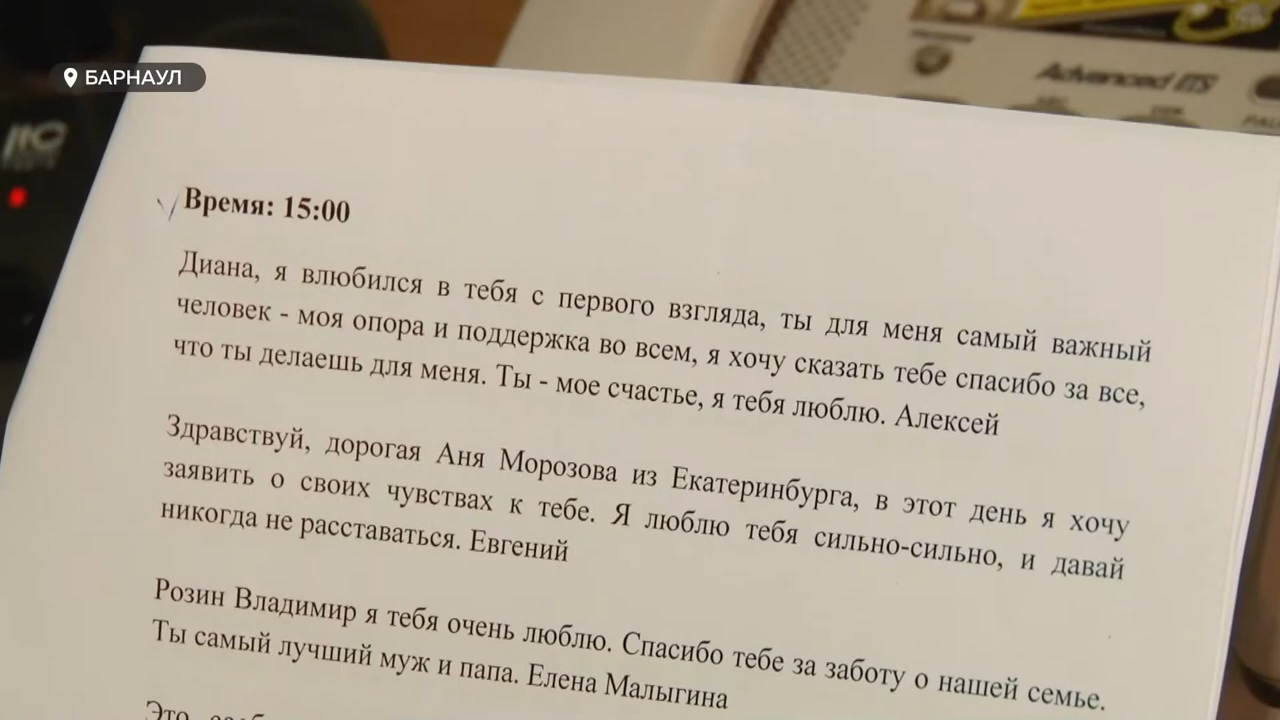 БАРНАУЛ
Advanced ITS
Время: 15:00
Диана, я влюбился в тебя с первого взгляда, ты для меня самый важный
человек - моя опора и поддержка во всем, я хочу сказать тебе спасибо за все,
что ты делаешь для меня. Ты - мое счастье, я тебя люблю. Алексей
Здравствуй, дорогая Аня Морозова из Екатеринбурга, в этот день я хочу
заявить о своих чувствах к тебе. Я люблю тебя сильно-сильно, и давай
никогда не расставаться. Евгений
Розин Владимир я тебя очень люблю. Спасибо тебе за заботу о нашей семье.
Ты самый лучший муж и папа. Елена Малыгина
Это